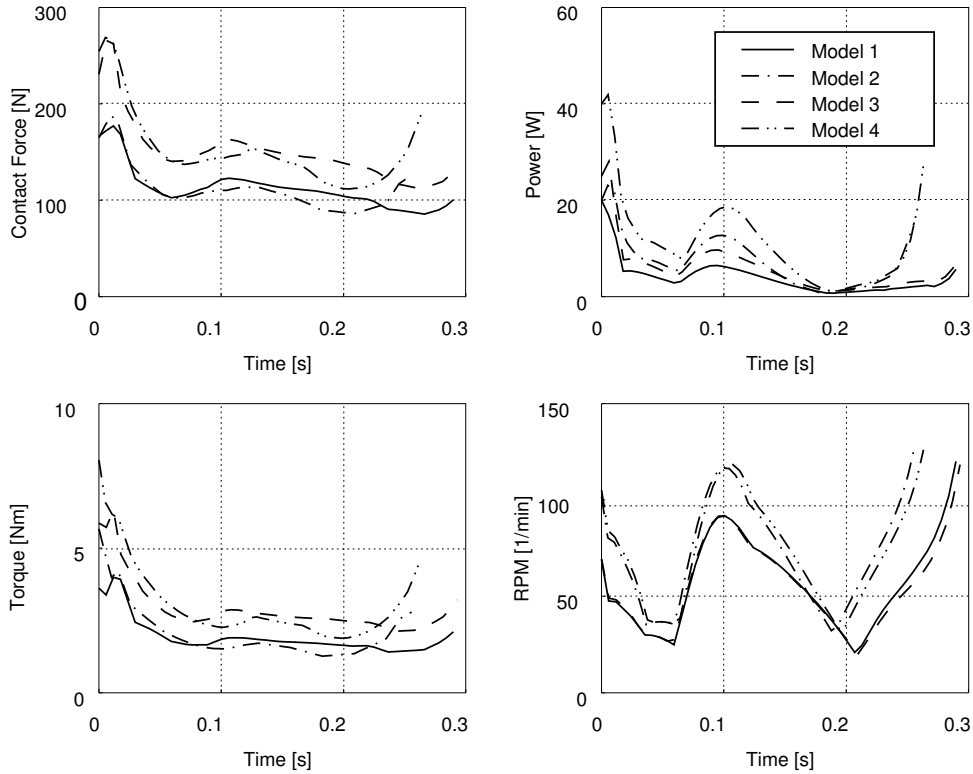 300
200
100
0
Contact Force [N]
0
0.1
0.2
0.3
Time [s]
60
40
20
0
Power [W]
Model 1
Model 2
Model 3
Model 4
0
0.1
0.2
0.3
Time [s]
10
5
0
Torque [Nm]
0
0.1
0.2
0.3
Time [s]
150
100
50
0
RPM [1/min]
0
0.1
0.2
0.3
Time [s]